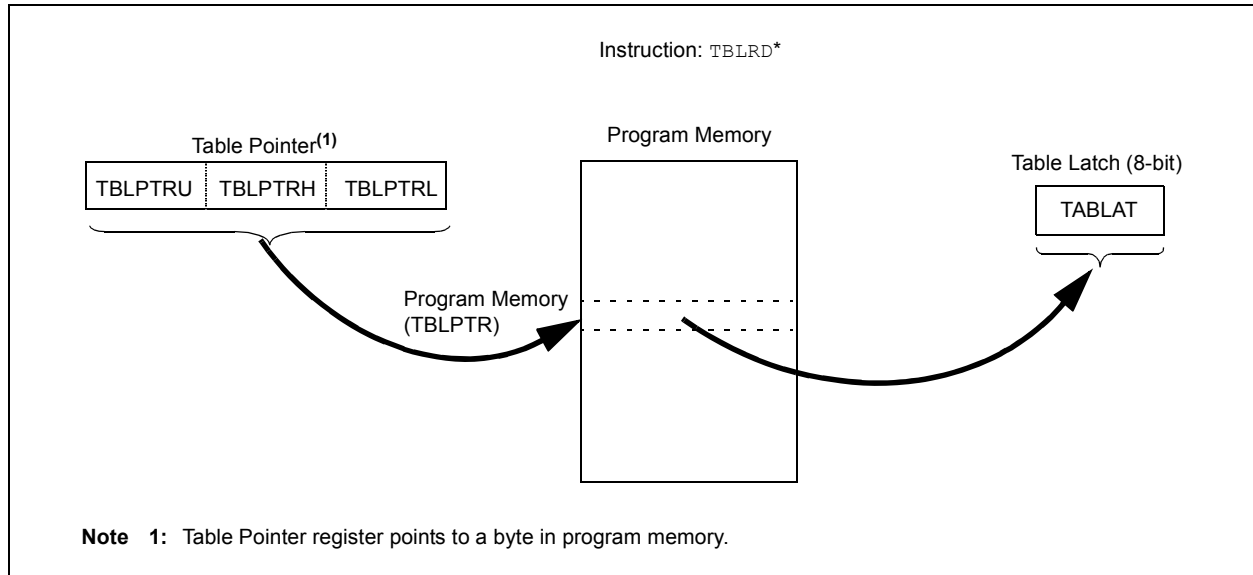 Instruction: TBLRD*
Table Pointer(1)
TBLPTRU TBLPTRH TBLPTRL
Program Memory
Table Latch (8-bit)
TABLAT
Program Memory
(TBLPTR)
Note 1: Table Pointer register points to a byte in program memory.